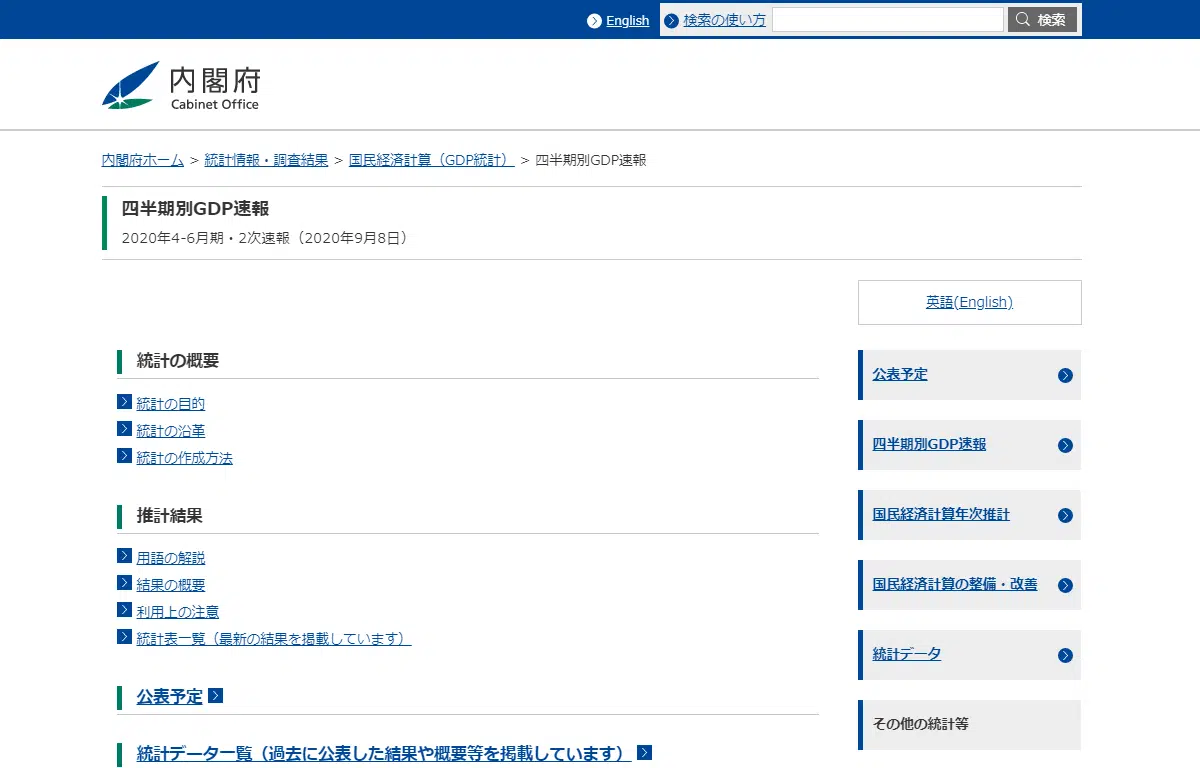 English
検索の使い方
検索
内閣府
Cabinet Office
内閣府ホーム > 統計情報・調査結果 > 国民経済計算（GDP統計） > 四半期別GDP速報
四半期別GDP速報
2020年4-6月期・2次速報（2020年9月8日）
英語(English)
統計の概要
統計の目的
統計の沿革
統計の作成方法
推計結果
用語の解説
結果の概要
利用上の注意
統計表一覧（最新の結果を掲載しています）
公表予定
統計データ一覧（過去に公表した結果や概要等を掲載しています）
公表予定
四半期別GDP速報
国民経済計算年次推計
国民経済計算の整備・改善
統計データ
その他の統計等